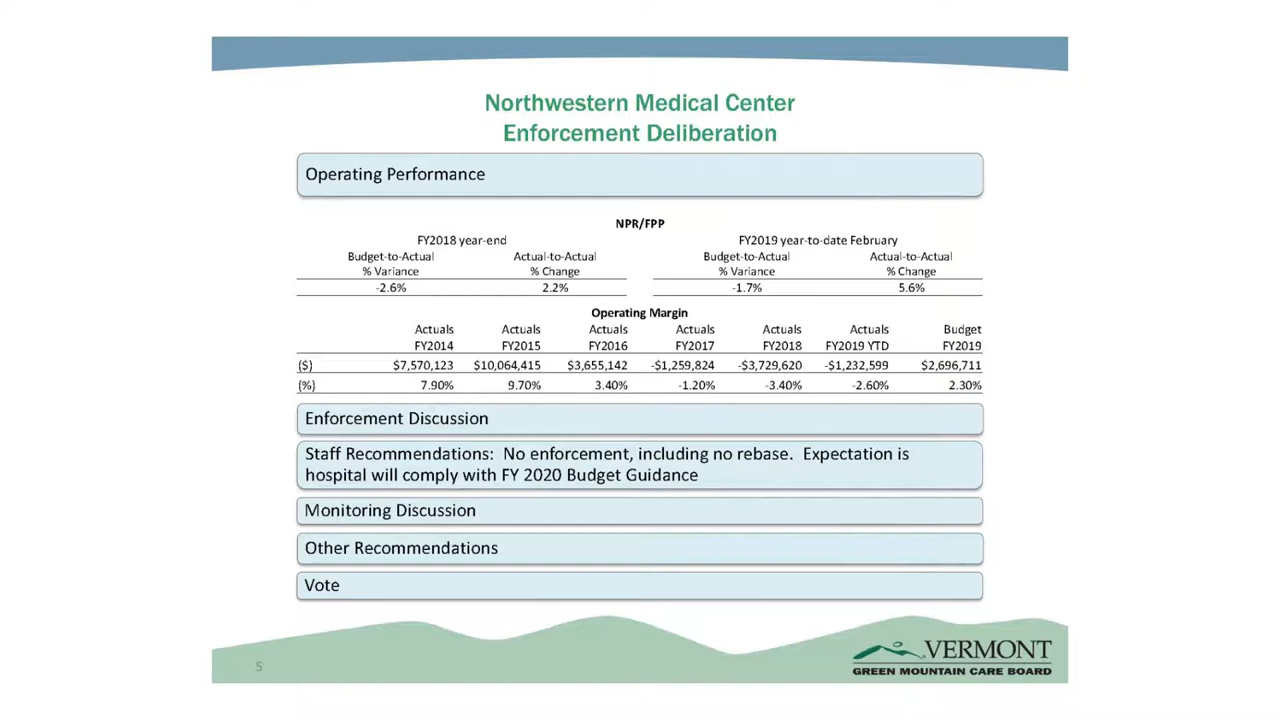 Northwestern Medical Center
Enforcement Deliberation
Operating Performance
NPR/FPP
FY2018 year-end FY2019 year-to-date February
Budget-to-Actual Actual-to-Actual Budget-to-Actual Actual-to-Actual
% Variance % Change % Variance % Change
-2.6% 2.2% -1.7% 5.6%
Operating Margin
Actuals Actuals Actuals Actuals Actuals Actuals Budget
FY2014 FY2015 FY2016 FY2017 FY2018 FY2019 YTD FY2019
($) $7,570,123 $10,064,415 $3,655,142 -$1,259,824 -$3,729,620 -$1,232,599 $2,696,711
(%) 7.90% 9.70% 3.40% -1.20% -3.40% -2.60% 2.30%
Enforcement Discussion
Staff Recommendations: No enforcement, including no rebase. Expectation is
hospital will comply with FY 2020 Budget Guidance
Monitoring Discussion
Other Recommendations
Vote
5
VERMONT
GREEN MOUNTAIN CARE BOARD